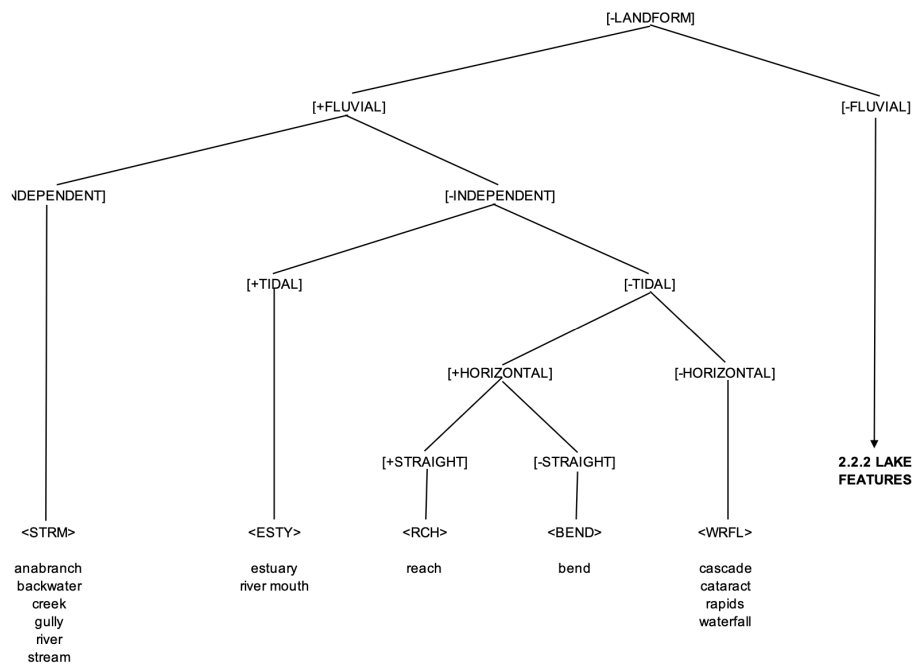 [-LANDFORM]
[+FLUVIAL] [-FLUVIAL]
NDEPENDENT] [-INDEPENDENT]
[+TIDAL] [-TIDAL]
[+HORIZONTAL] [-HORIZONTAL]
[+STRAIGHT] [-STRAIGHT] 2.2.2 LAKE
FEATURES
<STRM> <ESTY> <RCH> <BEND> <WRFL>
anabranch estuary reach bend cascade
backwater river mouth cataract
creek rapids
gully waterfall
river
stream